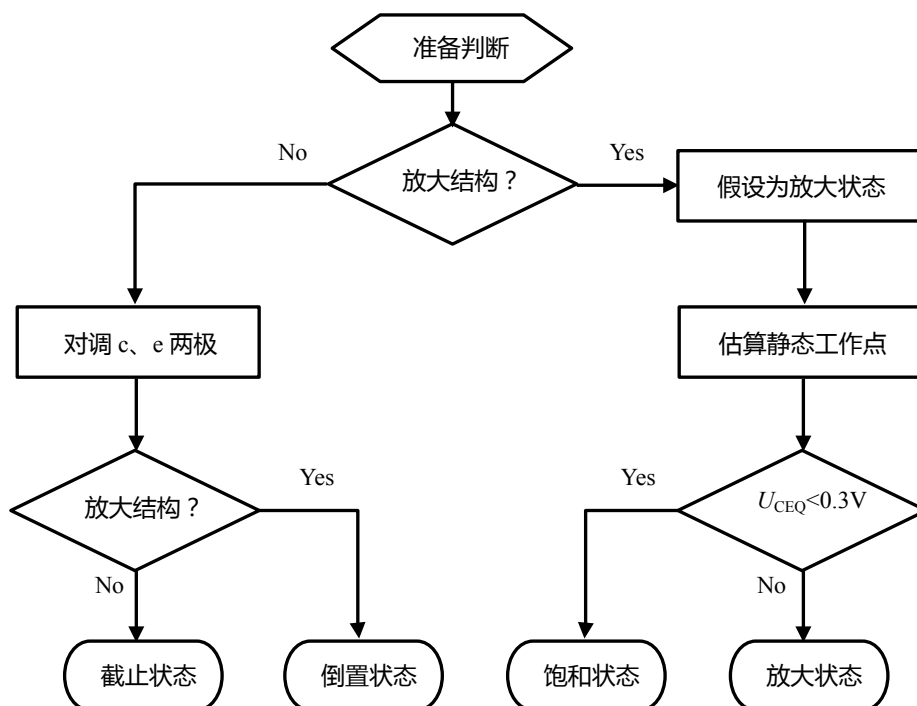 准备判断
No
Yes
放大结构？
假设为放大状态
对调 c、e 两极
估算静态工作点
放大结构？
Yes
Yes
U_CEQ<0.3V
No
No
截止状态
倒置状态
饱和状态
放大状态